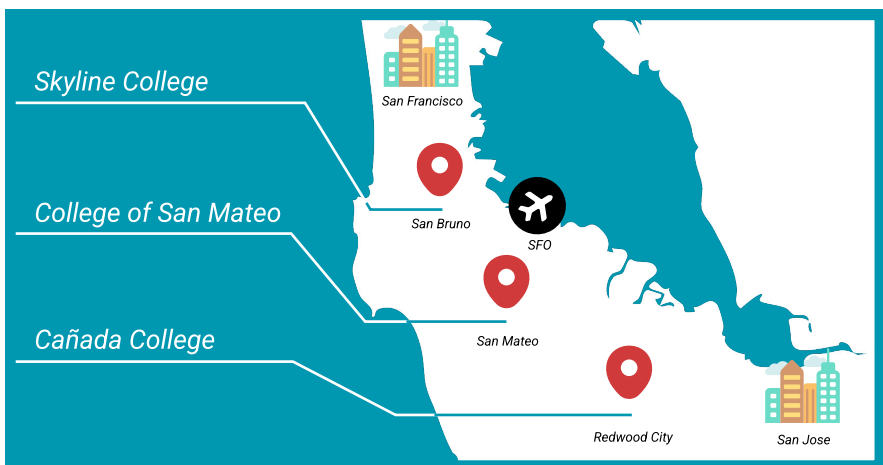 San Francisco
Skyline College
College of San Mateo
San Bruno
SFO
Cañada College
San Mateo
Redwood City
San Jose